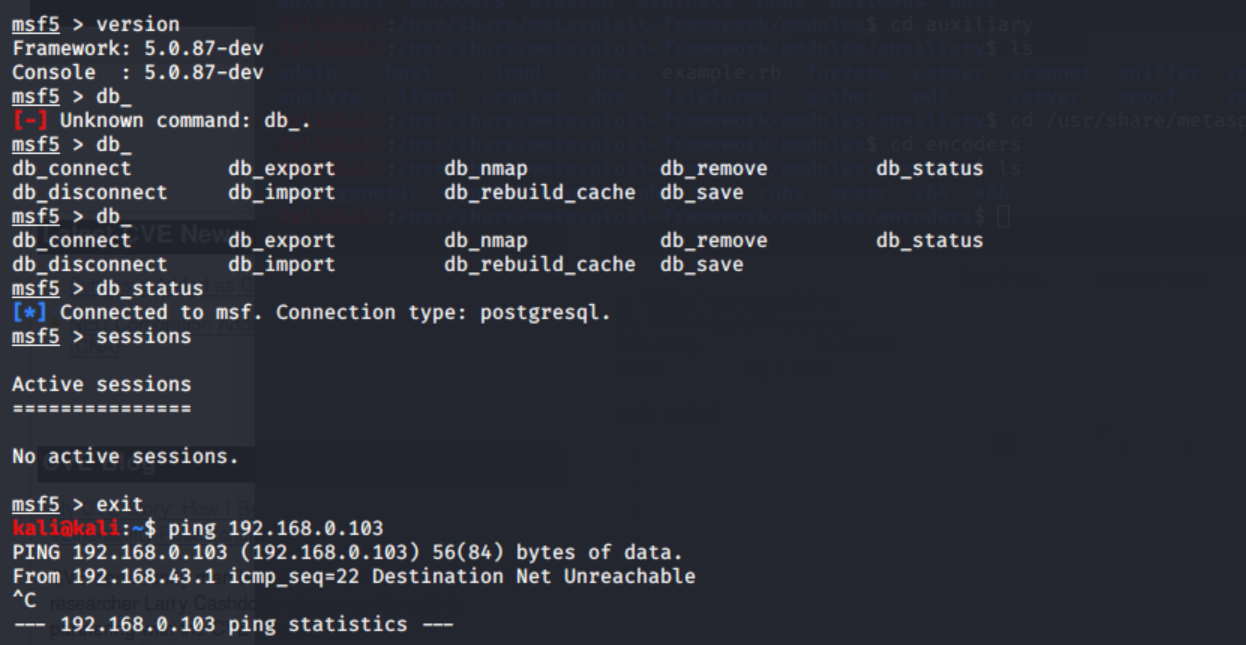 msf5 > version
Framework: 5.0.87-dev
Console  : 5.0.87-dev
msf5 > db_
[-] Unknown command: db_.
msf5 > db_
db_connect        db_export         db_nmap           db_remove         db_status
db_disconnect     db_import         db_rebuild_cache  db_save
msf5 > db_
db_connect        db_export         db_nmap           db_remove         db_status
db_disconnect     db_import         db_rebuild_cache  db_save
msf5 > db_status
[*] Connected to msf. Connection type: postgresql.
msf5 > sessions
Active sessions
===============
No active sessions.
msf5 > exit
kali@kali:~$ ping 192.168.0.103
PING 192.168.0.103 (192.168.0.103) 56(84) bytes of data.
From 192.168.43.1 icmp_seq=22 Destination Net Unreachable
^C
--- 192.168.0.103 ping statistics ---